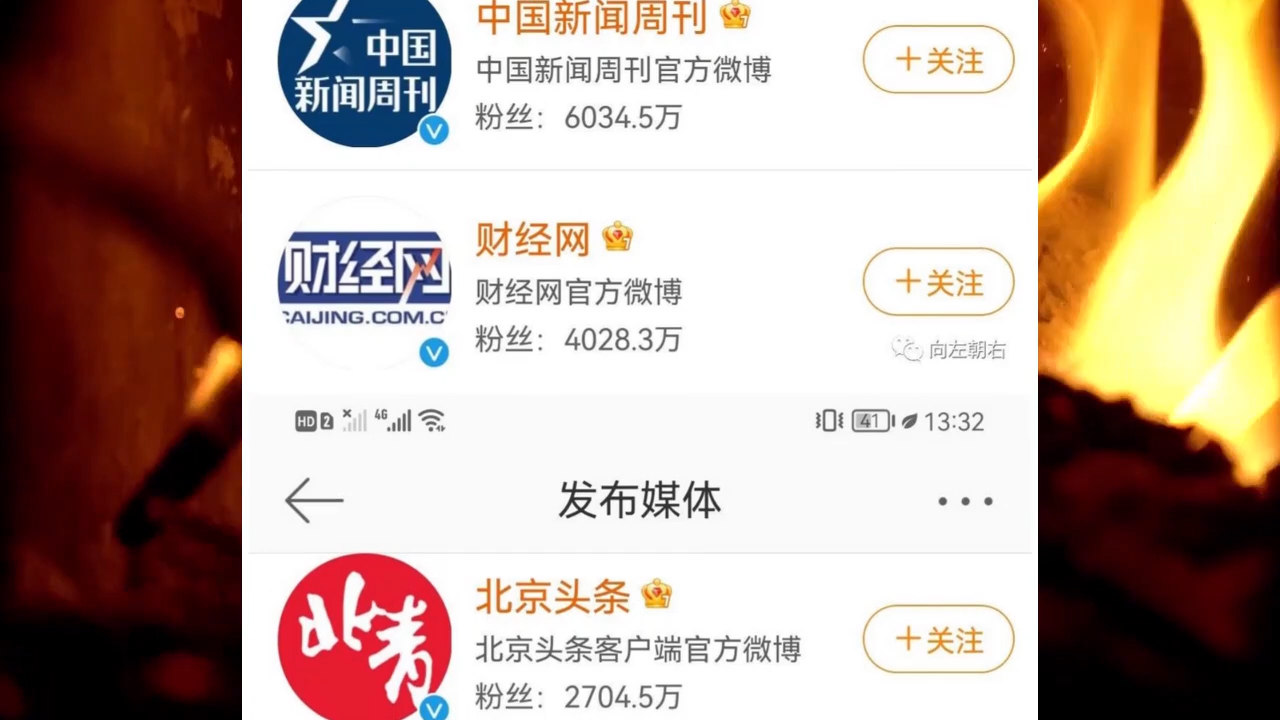 中国新闻周刊
中国
新闻周刊
中国新闻周刊官方微博
粉丝：6034.5万
+关注
财经网
财经网
CAIJING.COM.C
财经网官方微博
粉丝：4028.3万
+关注
向左朝右
HD 2 4G 41 13:32
发布媒体
北京头条
北青
北京头条客户端官方微博
粉丝：2704.5万
+关注